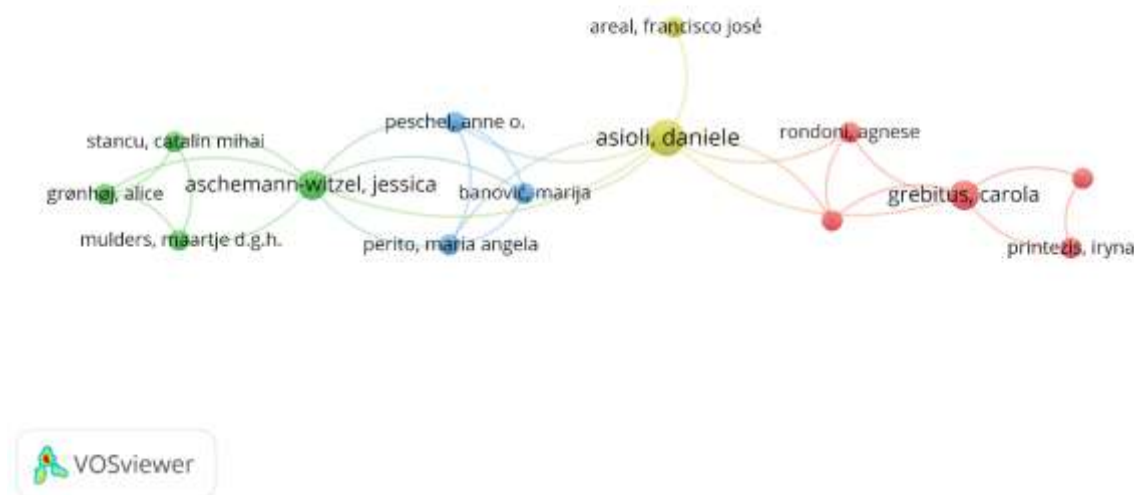 areal, francisco josé
peschel, anne o.
asioli, daniele
rondoni, agnese
stancu, catalin mihai
grønhøj, alice
aschemann-witzel, jessica
banović, marija
grebitus, carola
mulders, maartje d.g.h.
perito, maria angela
printezis, iryna
VOSviewer